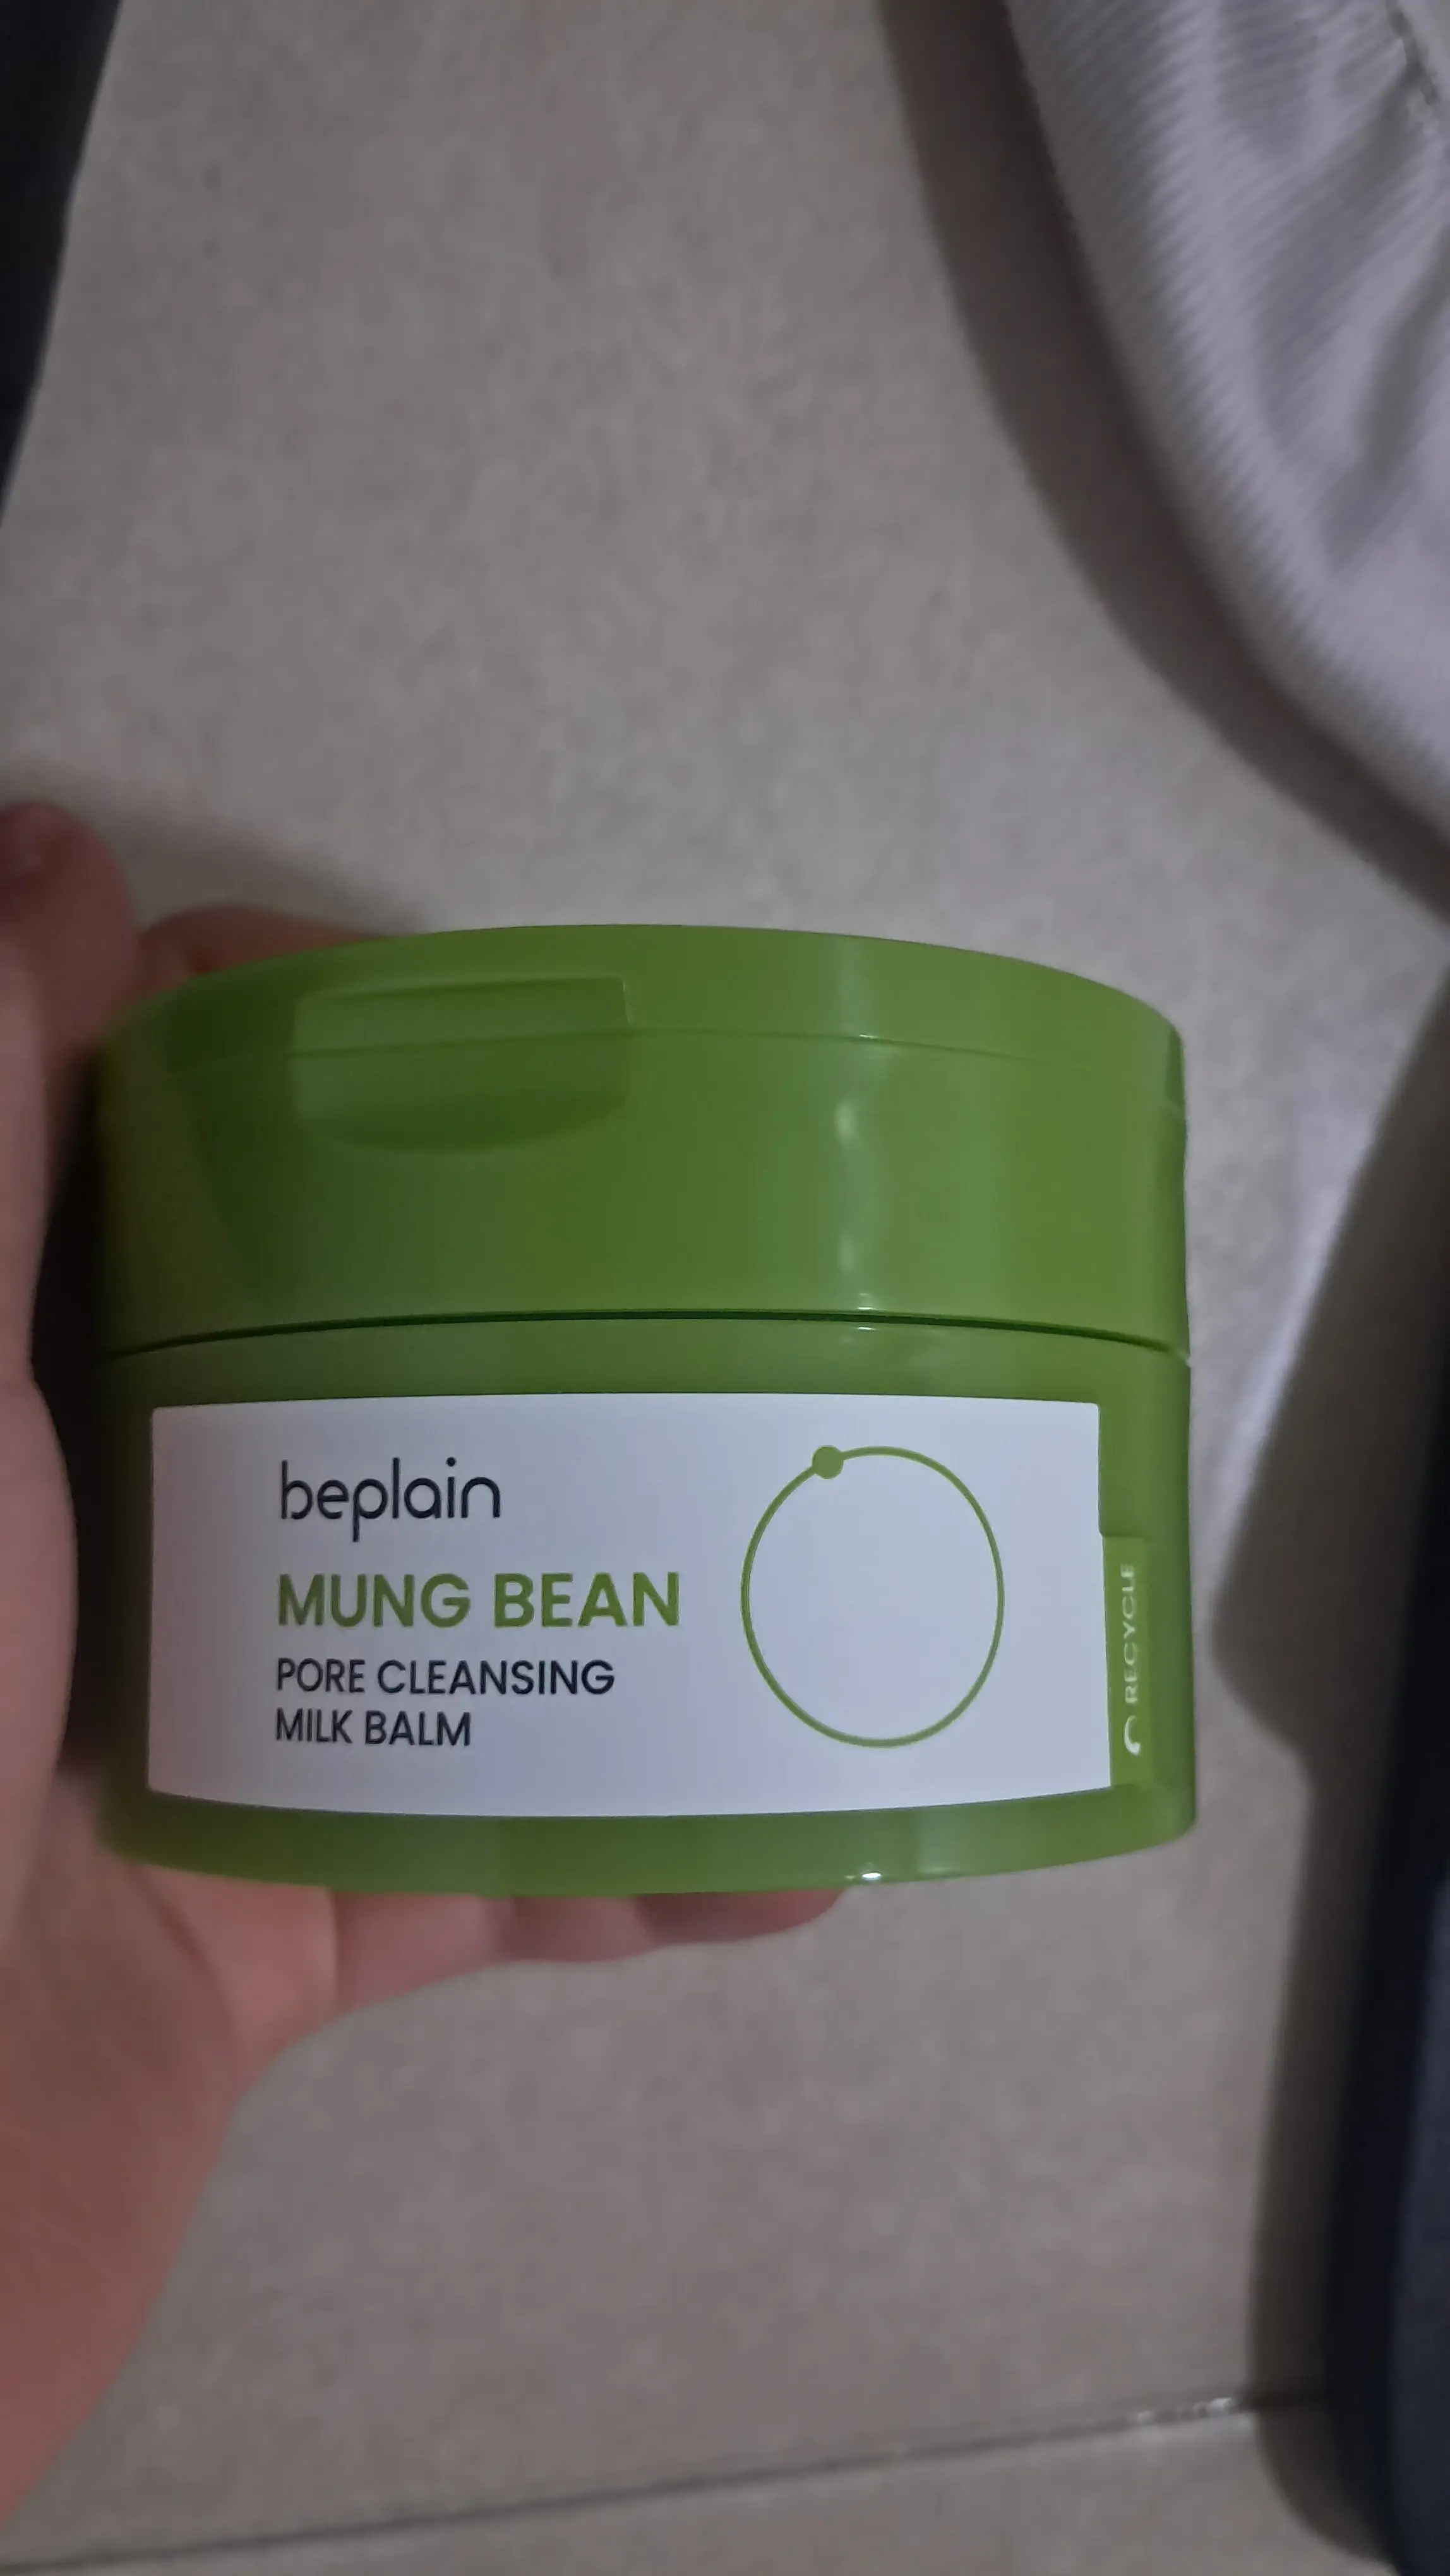 beplain
MUNG BEAN
PORE CLEANSING
MILK BALM
RECYCLE